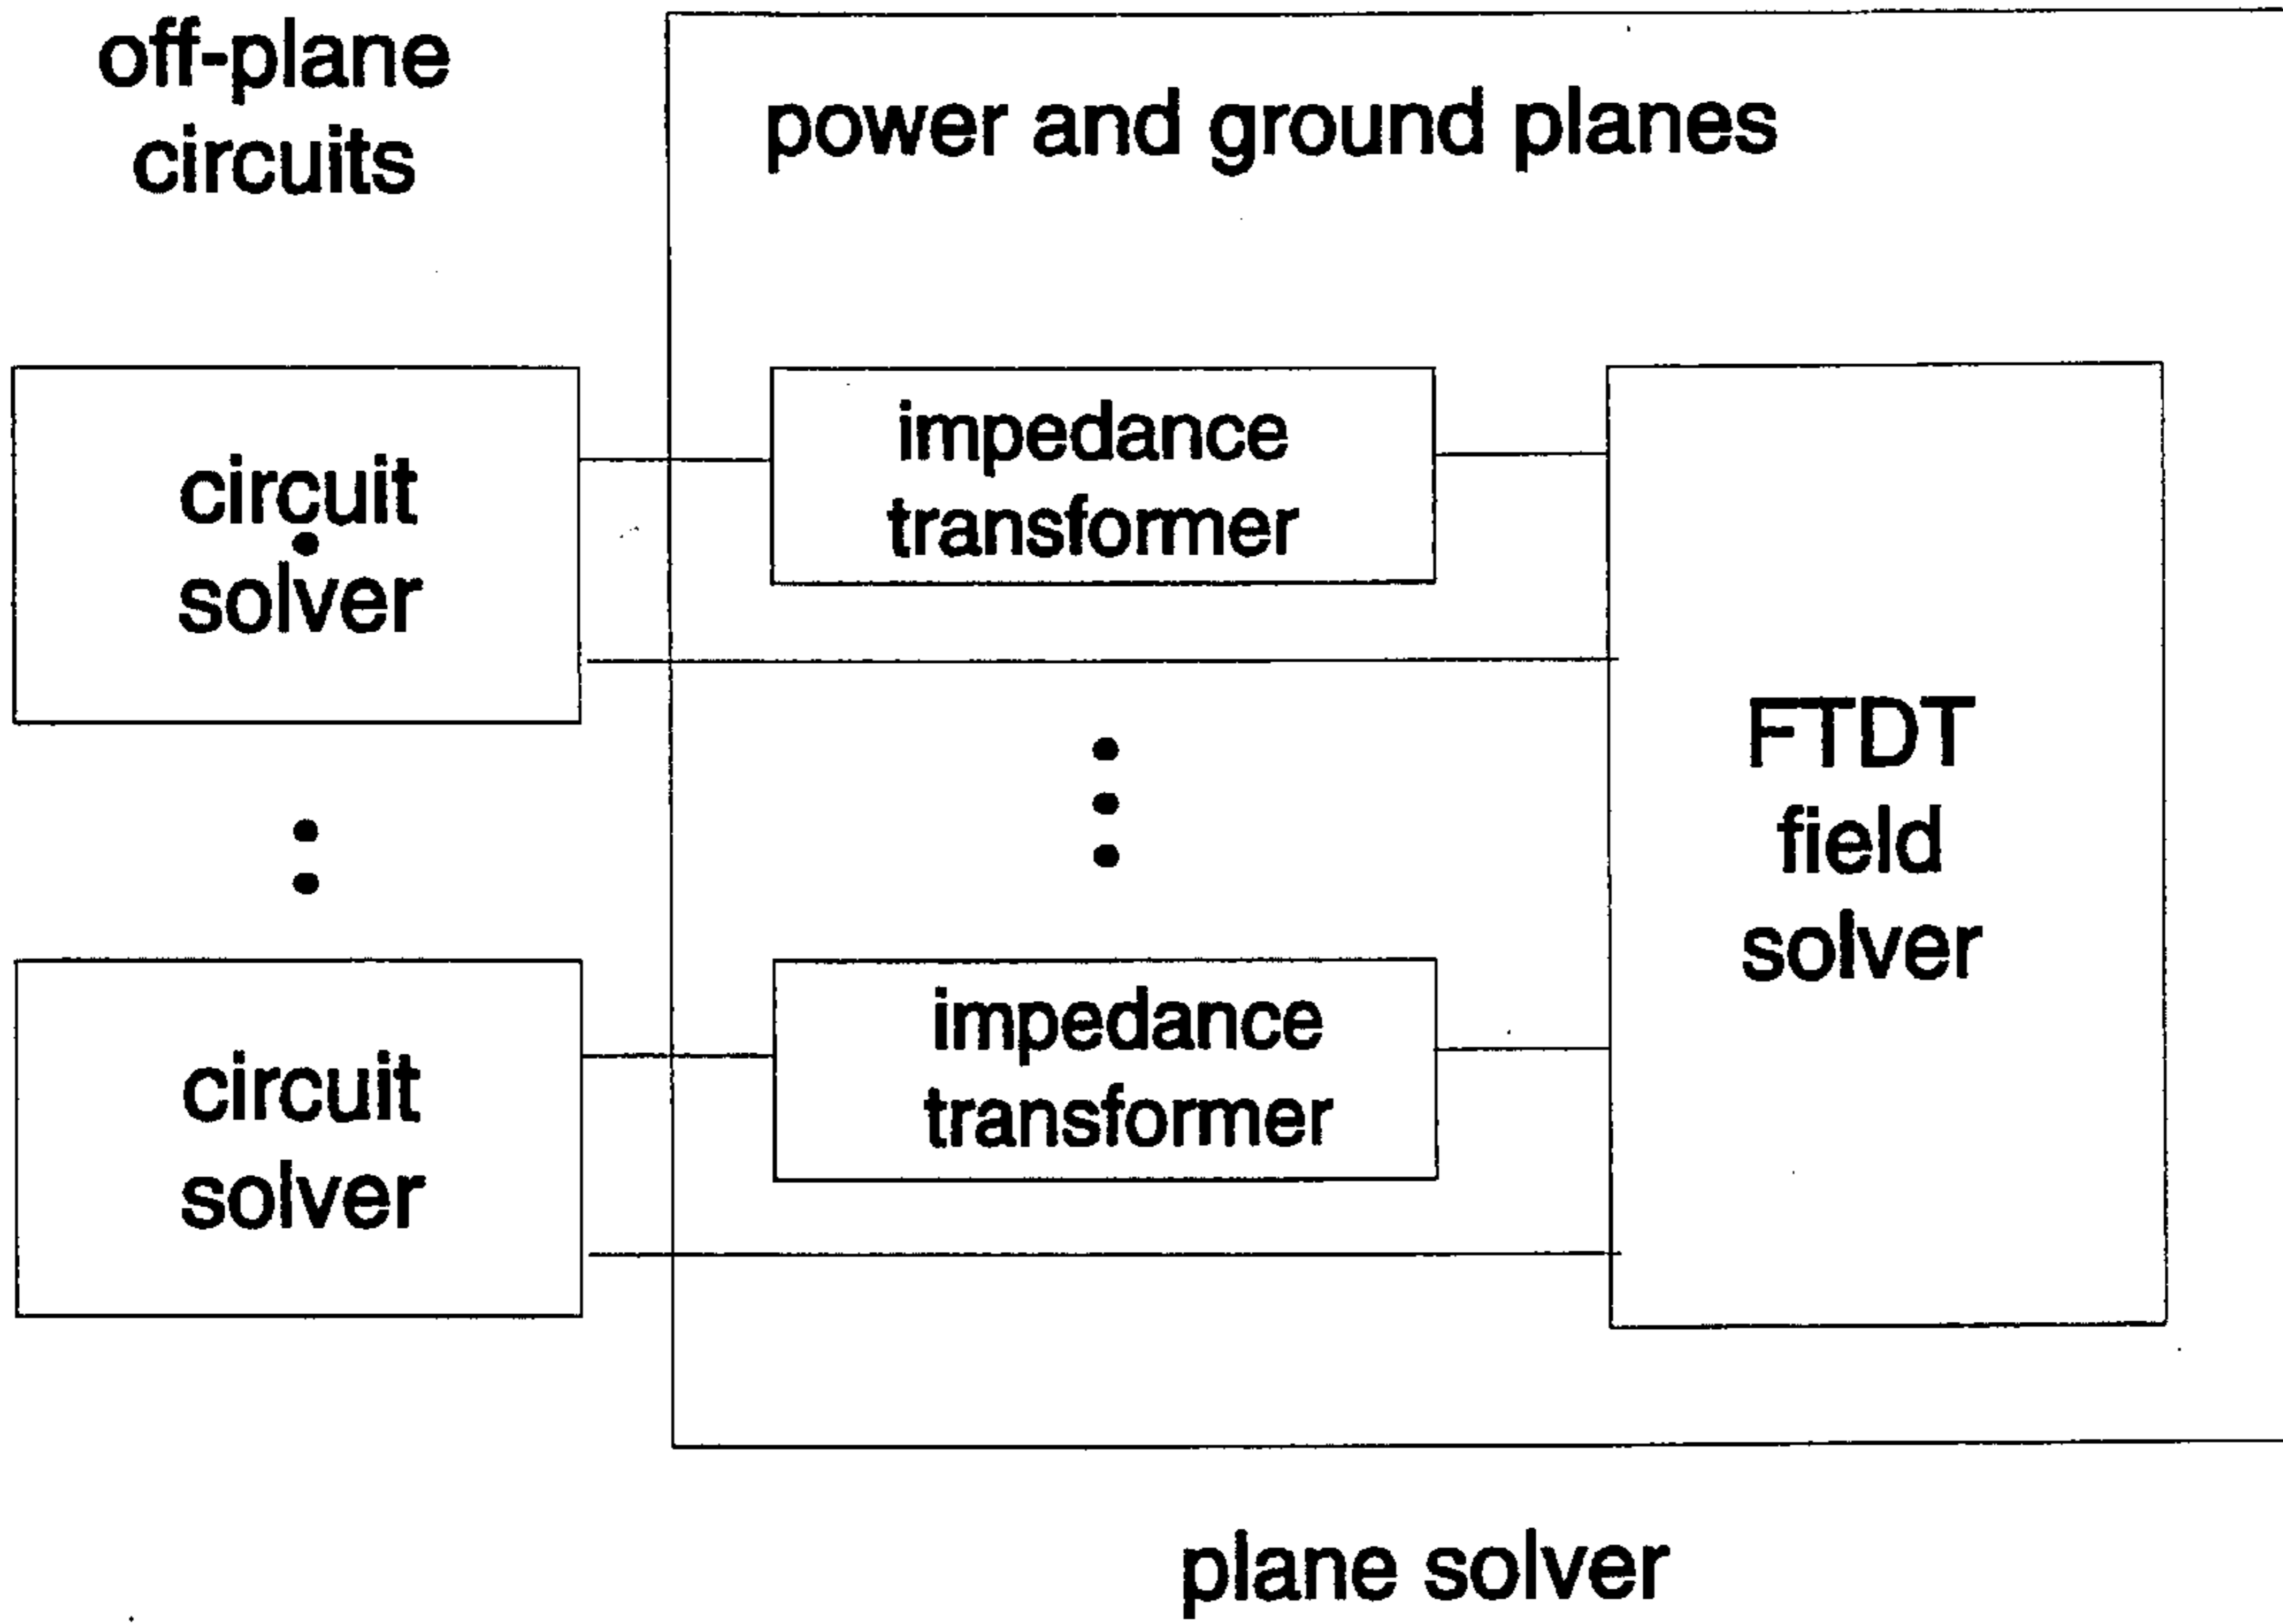 off-plane
circuits
power and ground planes
circuit
solver
impedance
transformer
FTDT
field
solver
circuit
solver
impedance
transformer
plane solver